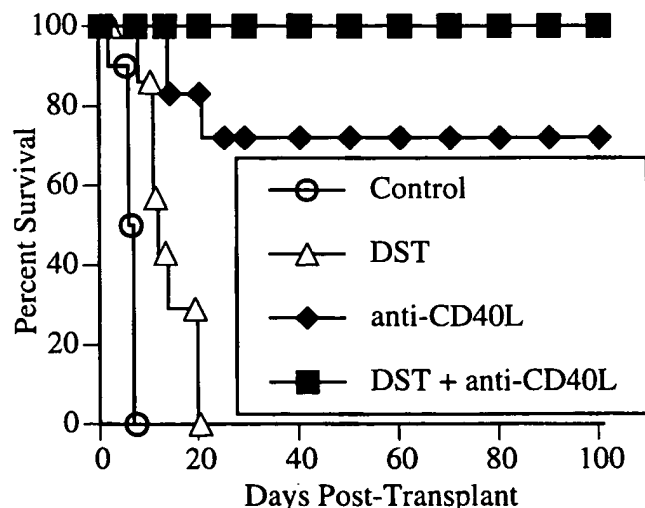 Percent Survival
100
80
60
40
20
0
0 20 40 60 80 100
Days Post-Transplant
Control
DST
anti-CD40L
DST + anti-CD40L